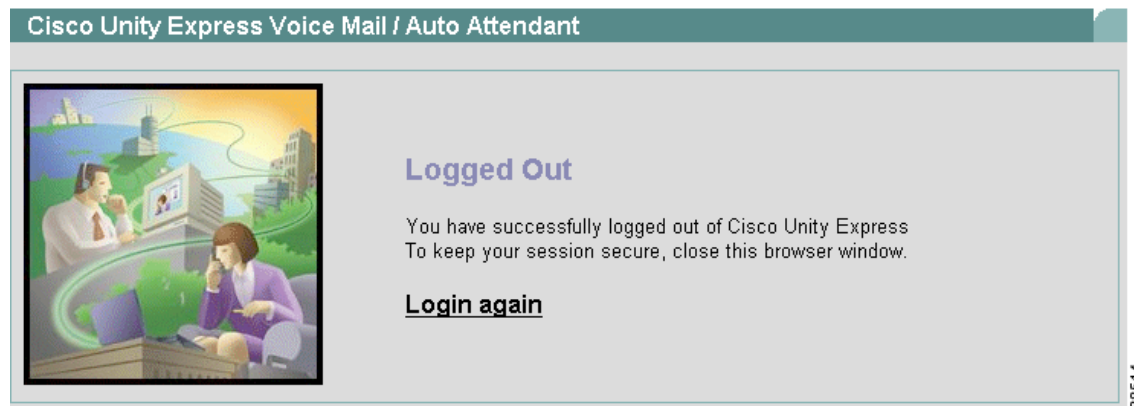 Cisco Unity Express Voice Mail / Auto Attendant
Logged Out
You have successfully logged out of Cisco Unity Express
To keep your session secure, close this browser window.
Login again